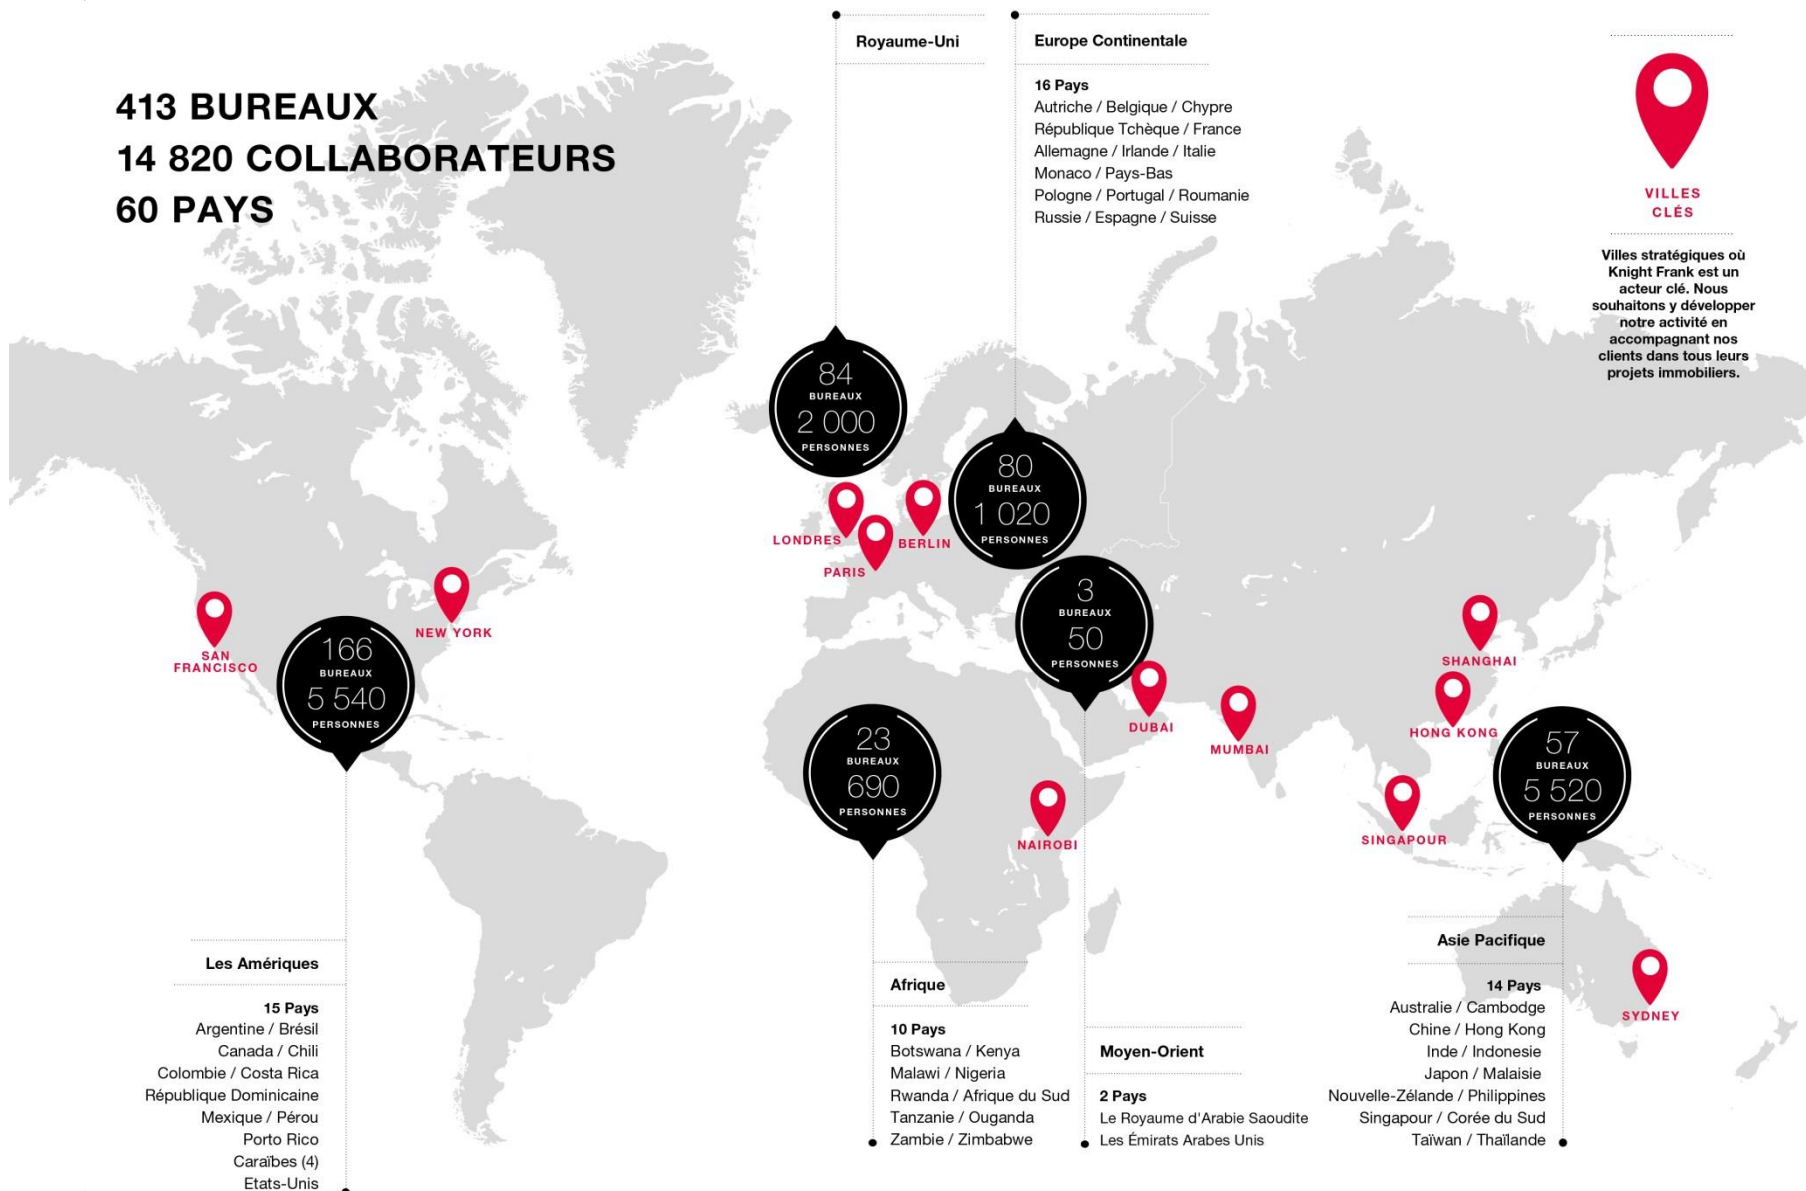 413 BUREAUX
14 820 COLLABORATEURS
60 PAYS
Royaume-Uni
84
BUREAUX
2 000
PERSONNES
Europe Continentale
16 Pays
Autriche / Belgique / Chypre
République Tchèque / France
Allemagne / Irlande / Italie
Monaco / Pays-Bas
Pologne / Portugal / Roumanie
Russie / Espagne / Suisse
80
BUREAUX
1 020
PERSONNES
VILLES
CLÉS
Villes stratégiques où
Knight Frank est un
acteur clé. Nous
souhaitons y développer
notre activité en
accompagnant nos
clients dans tous leurs
projets immobiliers.
LONDRES
BERLIN
PARIS
3
BUREAUX
50
PERSONNES
NEW YORK
SAN
FRANCISCO
166
BUREAUX
5 540
PERSONNES
SHANGHAI
DUBAI
MUMBAI
HONG KONG
23
BUREAUX
690
PERSONNES
57
BUREAUX
5 520
PERSONNES
NAIROBI
SINGAPOUR
SYDNEY
Les Amériques
15 Pays
Argentine / Brésil
Canada / Chili
Colombie / Costa Rica
République Dominicaine
Mexique / Pérou
Porto Rico
Caraïbes (4)
Etats-Unis
Afrique
10 Pays
Botswana / Kenya
Malawi / Nigeria
Rwanda / Afrique du Sud
Tanzanie / Ouganda
Zambie / Zimbabwe
Moyen-Orient
2 Pays
Le Royaume d'Arabie Saoudite
Les Émirats Arabes Unis
Asie Pacifique
14 Pays
Australie / Cambodge
Chine / Hong Kong
Inde / Indonesie
Japon / Malaisie
Nouvelle-Zélande / Philippines
Singapour / Corée du Sud
Taïwan / Thaïlande